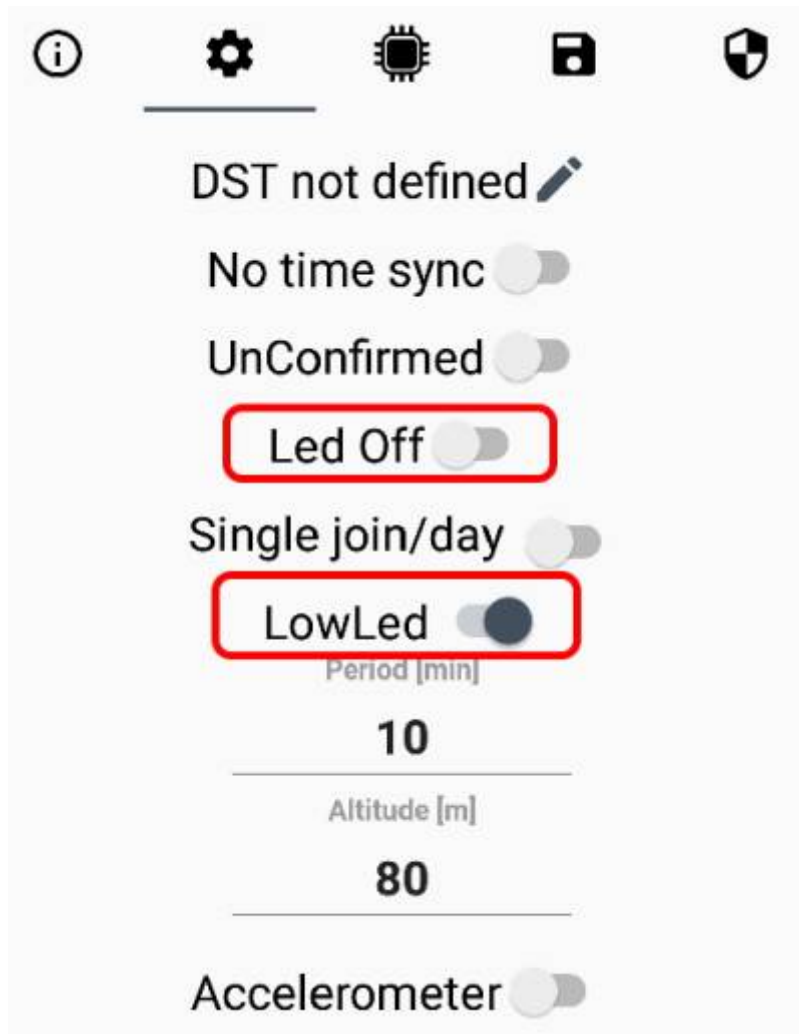 DST not defined
No time sync
UnConfirmed
Led Off
Single join/day
LowLed
Period [min]
10
Altitude [m]
80
Accelerometer